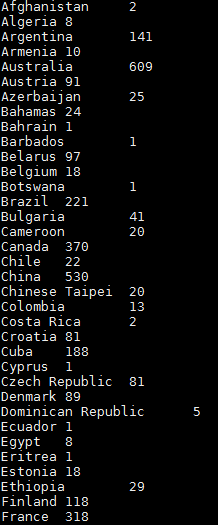 Afghanistan 2
Algeria 8
Argentina 141
Armenia 10
Australia 609
Austria 91
Azerbaijan 25
Bahamas 24
Bahrain 1
Barbados 1
Belarus 97
Belgium 18
Botswana 1
Brazil 221
Bulgaria 41
Cameroon 20
Canada 370
Chile 22
China 530
Chinese Taipei 20
Colombia 13
Costa Rica 2
Croatia 81
Cuba 188
Cyprus 1
Czech Republic 81
Denmark 89
Dominican Republic 5
Ecuador 1
Egypt 8
Eritrea 1
Estonia 18
Ethiopia 29
Finland 118
France 318